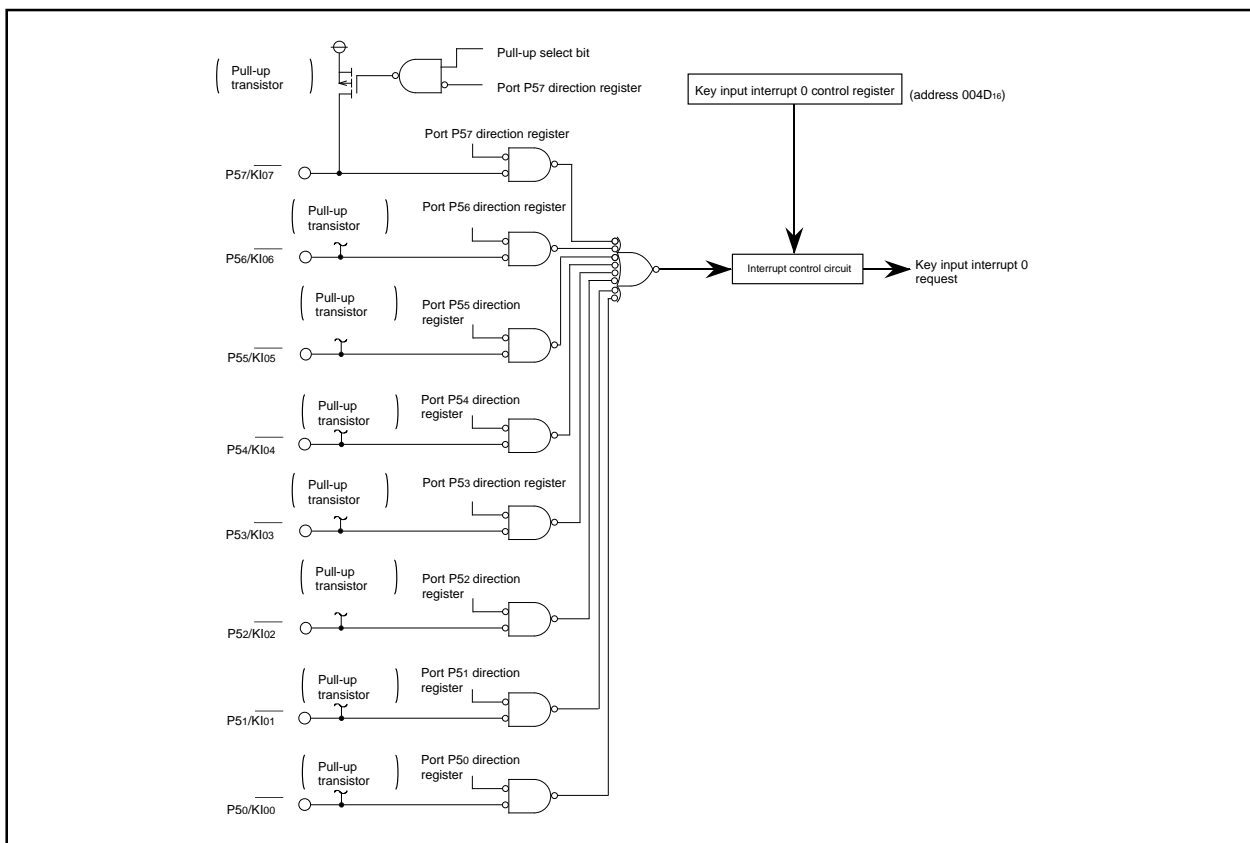 Pull-up
transistor
Pull-up select bit
Port P57 direction register
Key input interrupt 0 control register
(address 004D16)
Port P57 direction register
P57/KI07
Pull-up
transistor
Port P56 direction register
P56/KI06
Interrupt control circuit
Key input interrupt 0
request
Pull-up
transistor
Port P55 direction
register
P55/KI05
Pull-up
transistor
Port P54 direction
register
P54/KI04
Pull-up
transistor
Port P53 direction register
P53/KI03
Pull-up
transistor
Port P52 direction
register
P52/KI02
Pull-up
transistor
Port P51 direction
register
P51/KI01
Pull-up
transistor
Port P50 direction
register
P50/KI00